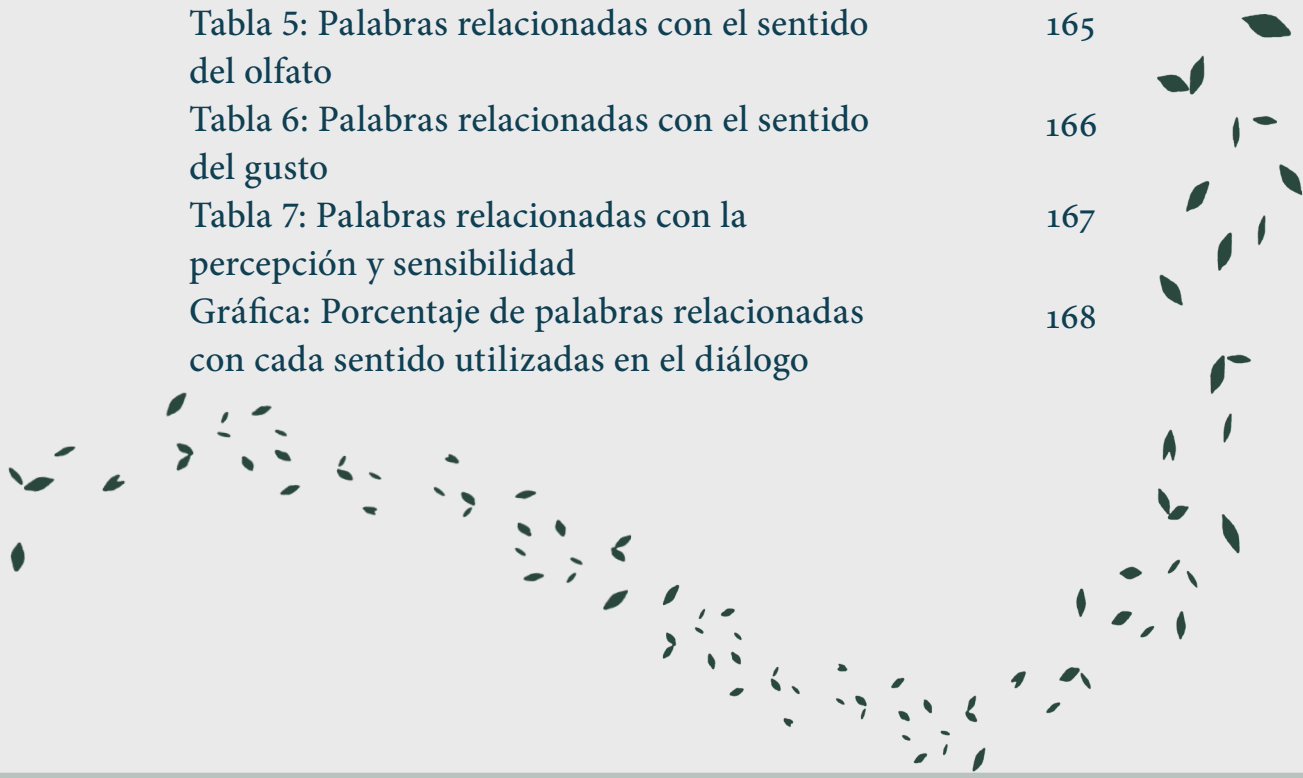 Tabla 5: Palabras relacionadas con el sentido 165
del olfato
Tabla 6: Palabras relacionadas con el sentido 166
del gusto
Tabla 7: Palabras relacionadas con la 167
percepción y sensibilidad
Gráfica: Porcentaje de palabras relacionadas 168
con cada sentido utilizadas en el diálogo